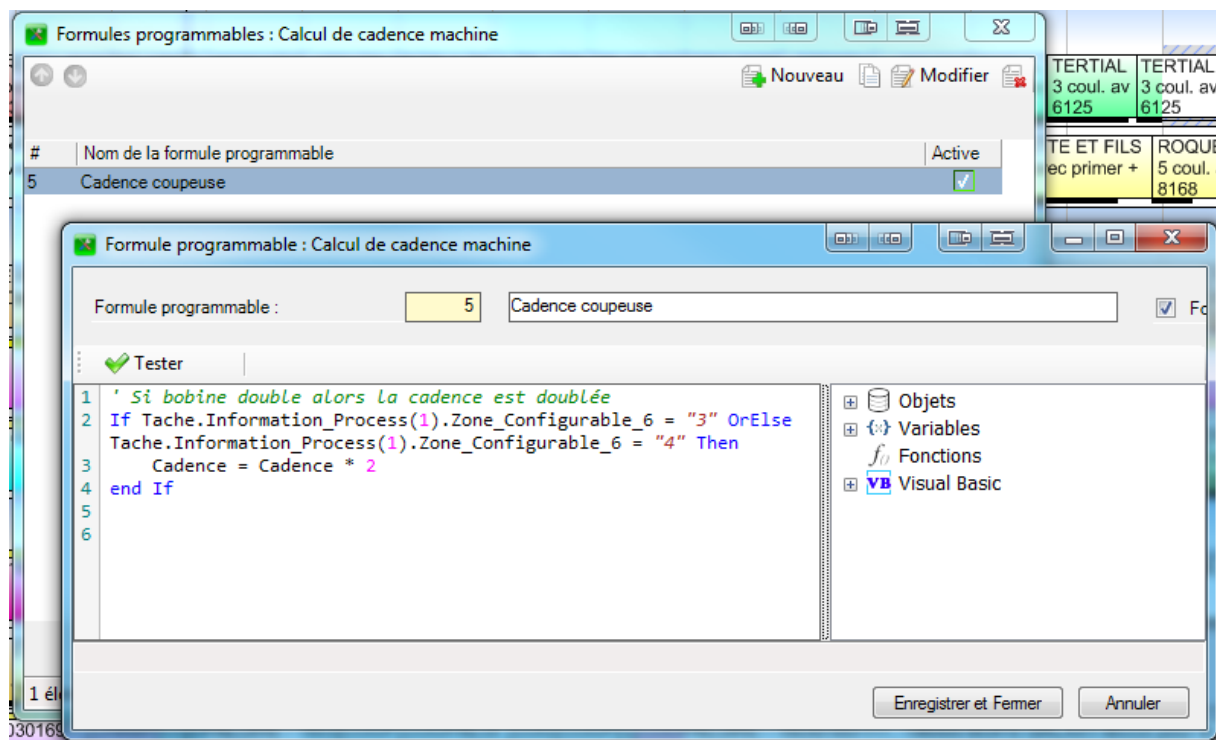 Formules programmables : Calcul de cadence machine
Nouveau Modifier
# Nom de la formule programmable Active
5 Cadence coupeuse
TERTIAL TERTIAL
3 coul. av 3 coul. av
6125 6125
TE ET FILS ROQUE
ec primer + 5 coul.
8168
Formule programmable : Calcul de cadence machine
Formule programmable : 5 Cadence coupeuse Fo
Tester
1 ' Si bobine double alors la cadence est doublée
2 If Tache.Information_Process(1).Zone_Configurable_6 = "3" OrElse
Tache.Information_Process(1).Zone_Configurable_6 = "4" Then
3 Cadence = Cadence * 2
4 end If
5
6
Objets
Variables
Fonctions
VB Visual Basic
1 élé
Enregistrer et Fermer Annuler
030169